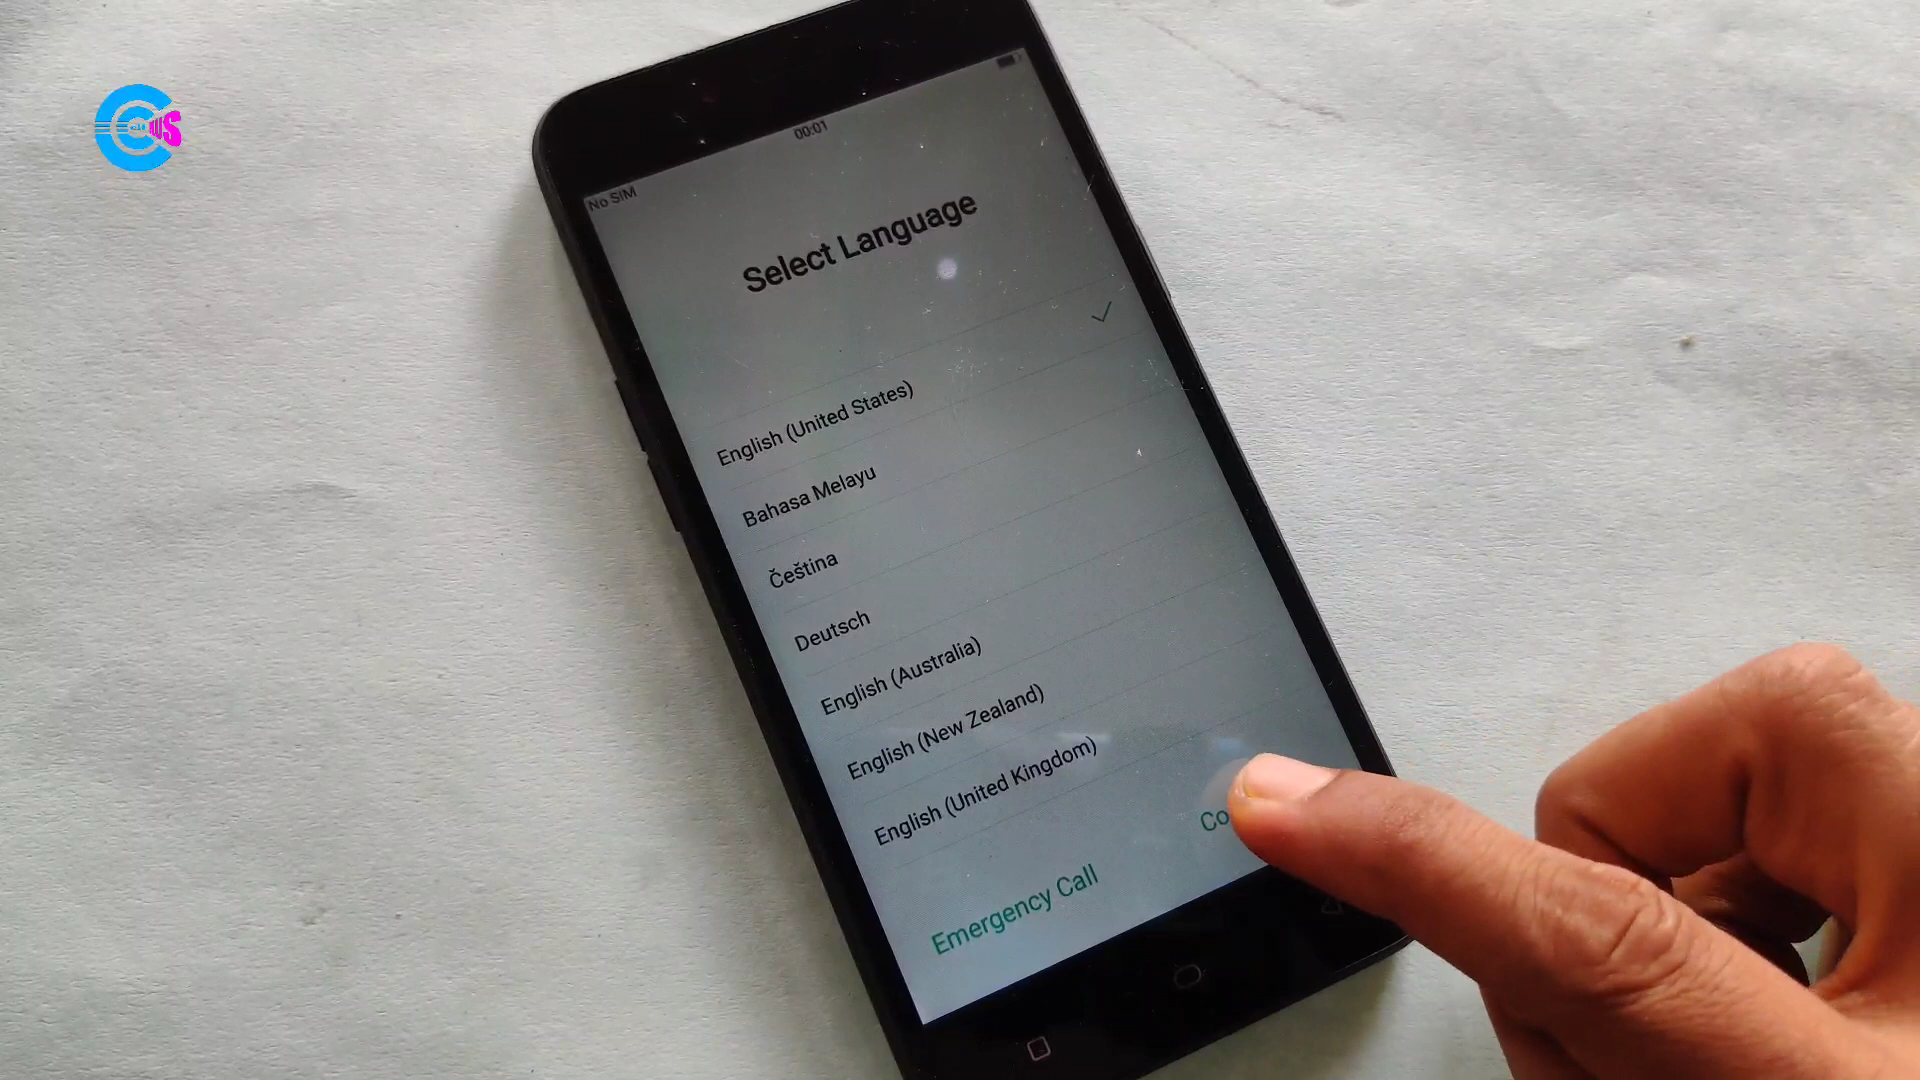 No SIM
00:01
Select Language
English (United States)
Bahasa Melayu
Čeština
Deutsch
English (Australia)
English (New Zealand)
English (United Kingdom)
Emergency Call